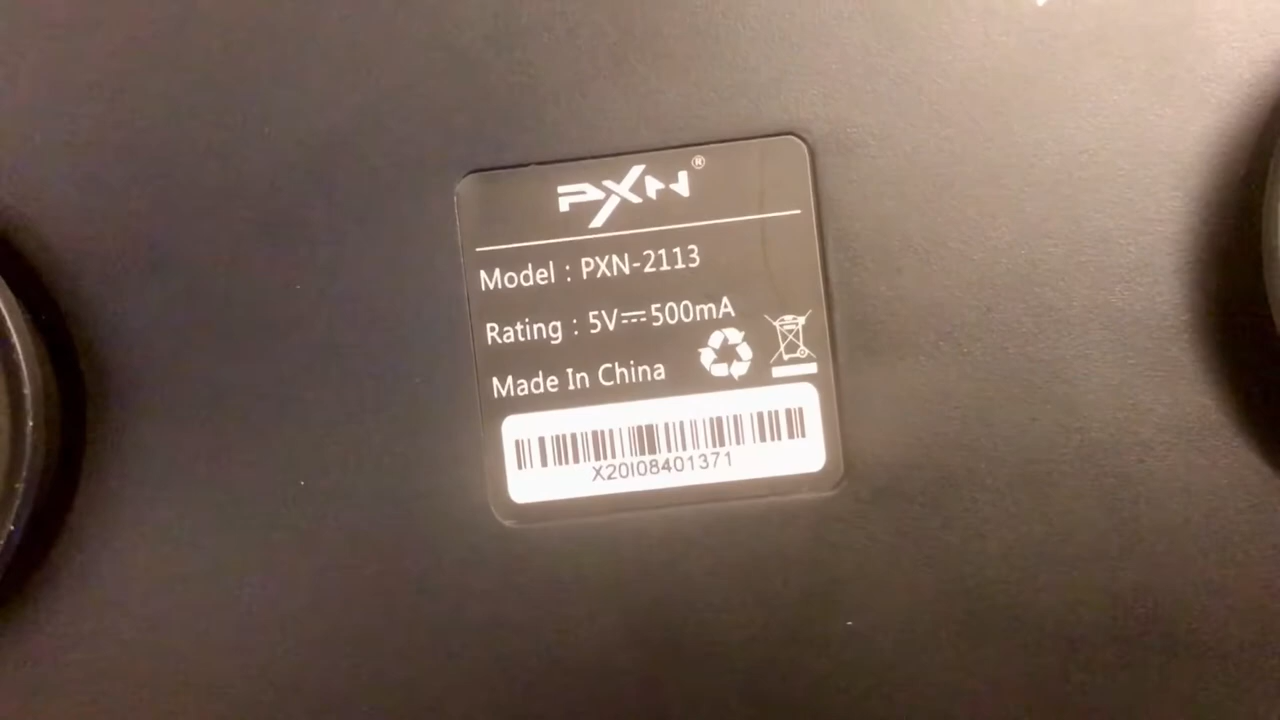 PXN®
Model : PXN-2113
Rating : 5V⎓500mA
Made In China
X20I08401371